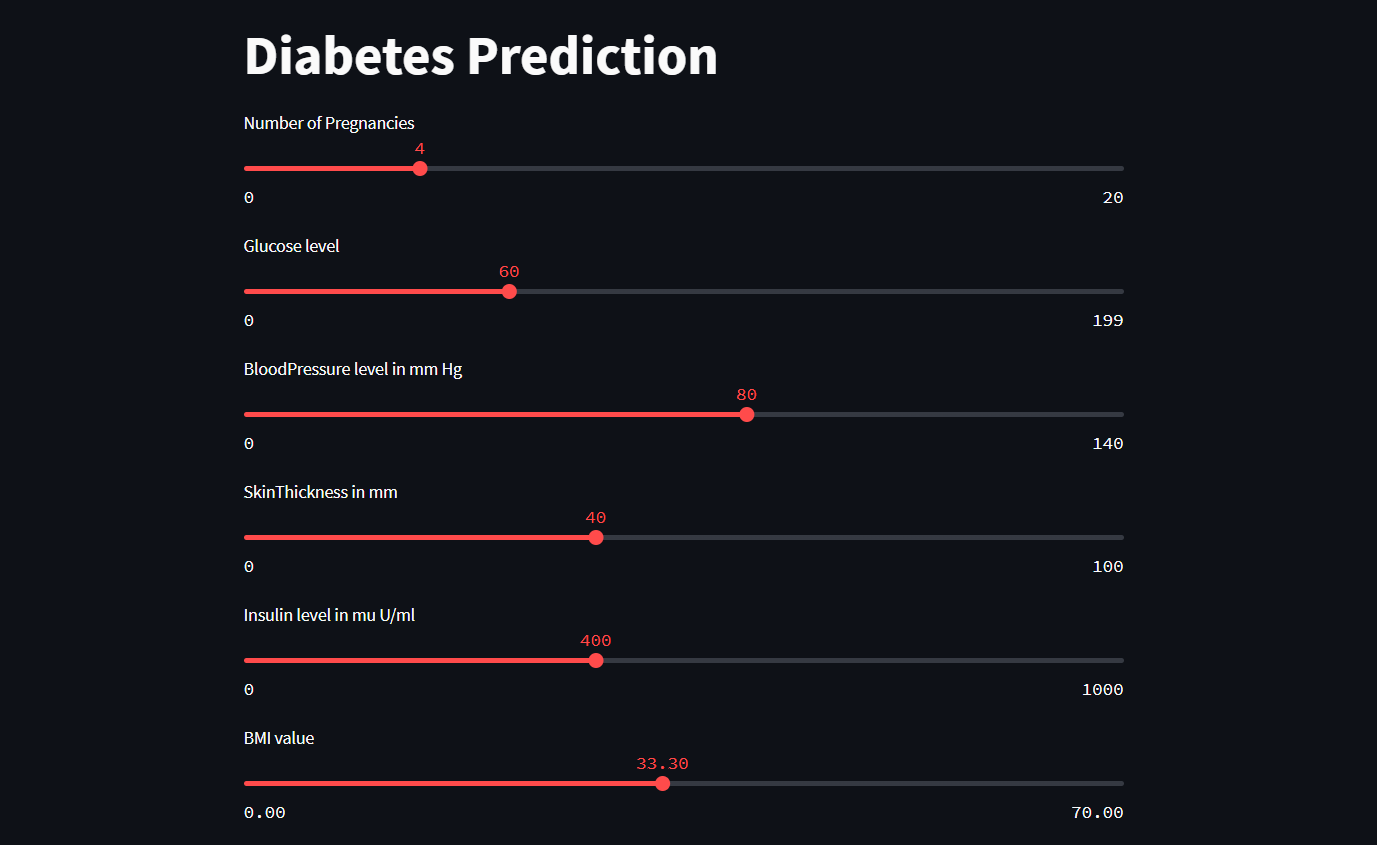 Diabetes Prediction
Number of Pregnancies
4
0 20
Glucose level
60
0 199
BloodPressure level in mm Hg
80
0 140
SkinThickness in mm
40
0 100
Insulin level in mu U/ml
400
0 1000
BMI value
33.30
0.00 70.00